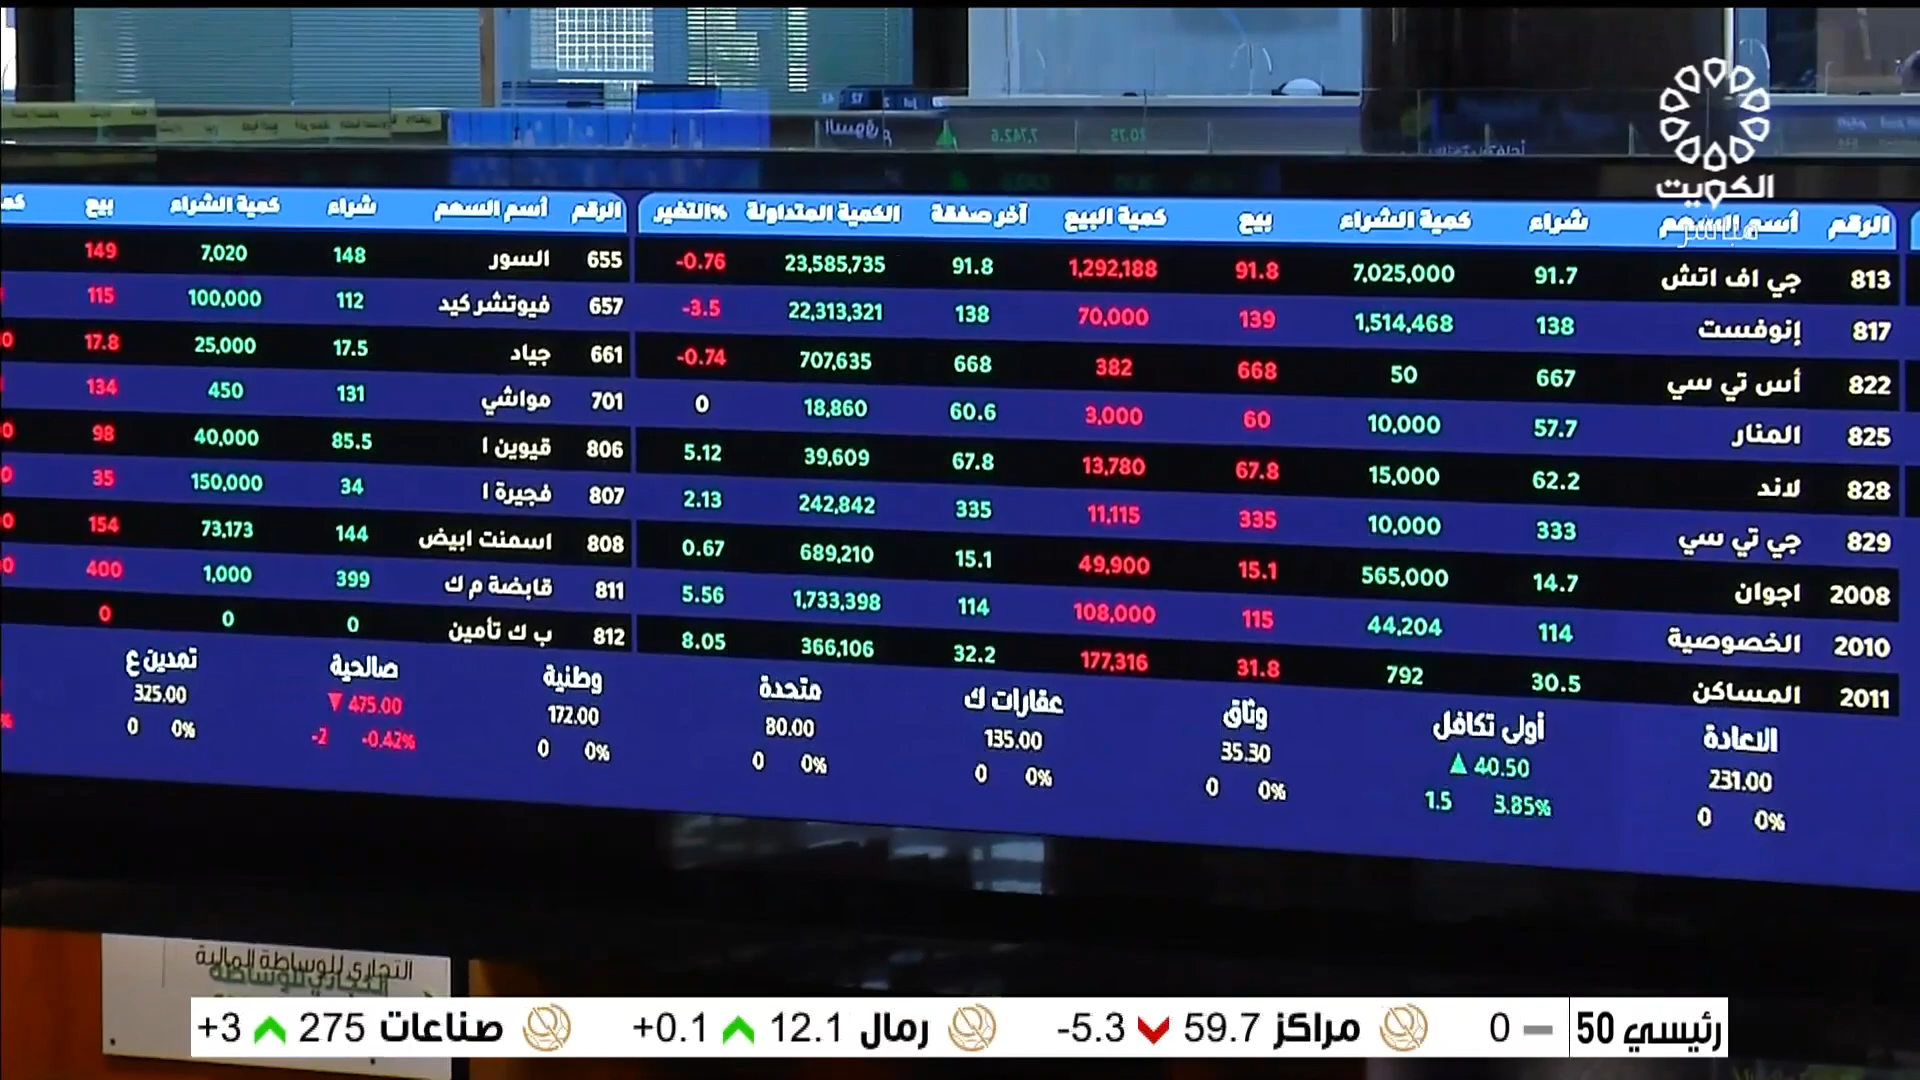 الكويت
مباشر
الرقم أسم السهم شراء كمية الشراء بيع كمية البيع آخر صفقة الكمية المتداولة التغير%
813 جي اف اتش 91.7 7,025,000 91.8 1,292,188 91.8 23,585,735 -0.76
817 إنوفست 138 1,514,468 139 70,000 138 22,313,321 -3.5
822 أس تي سي 667 50 668 382 668 707,635 -0.74
825 المنار 57.7 10,000 60 3,000 60.6 18,860 0
828 لاند 62.2 15,000 67.8 13,780 67.8 39,609 5.12
829 جي تي سي 333 10,000 335 11,115 335 242,842 2.13
2008 اجوان 14.7 565,000 15.1 49,900 15.1 689,210 0.67
2010 الخصوصية 114 44,204 115 108,000 114 1,733,398 5.56
2011 المساكن 30.5 792 31.8 177,316 32.2 366,106 8.05
الرقم أسم السهم شراء كمية الشراء بيع
655 السور 148 7,020 149
657 فيوتشر كيد 112 100,000 115
661 جياد 17.5 25,000 17.8
701 مواشي 131 450 134
806 قيوين ا 85.5 40,000 98
807 فجيرة ا 34 150,000 35
808 اسمنت ابيض 144 73,173 154
811 قابضة م ك 399 1,000 400
812 ب ك تأمين 0 0 0
الاعادة أولى تكافل وثاق عقارات ك متحدة وطنية صالحية تمدين ع
231.00 ▲ 40.50 35.30 135.00 80.00 172.00 ▼ 475.00 325.00
0 0% 1.5 3.85% 0 0% 0 0% 0 0% 0 0% -2 -0.42% 0 0%
التجاري للوساطة المالية
رئيسي 50 0 مراكز 59.7 -5.3 رمال 12.1 +0.1 صناعات 275 +3